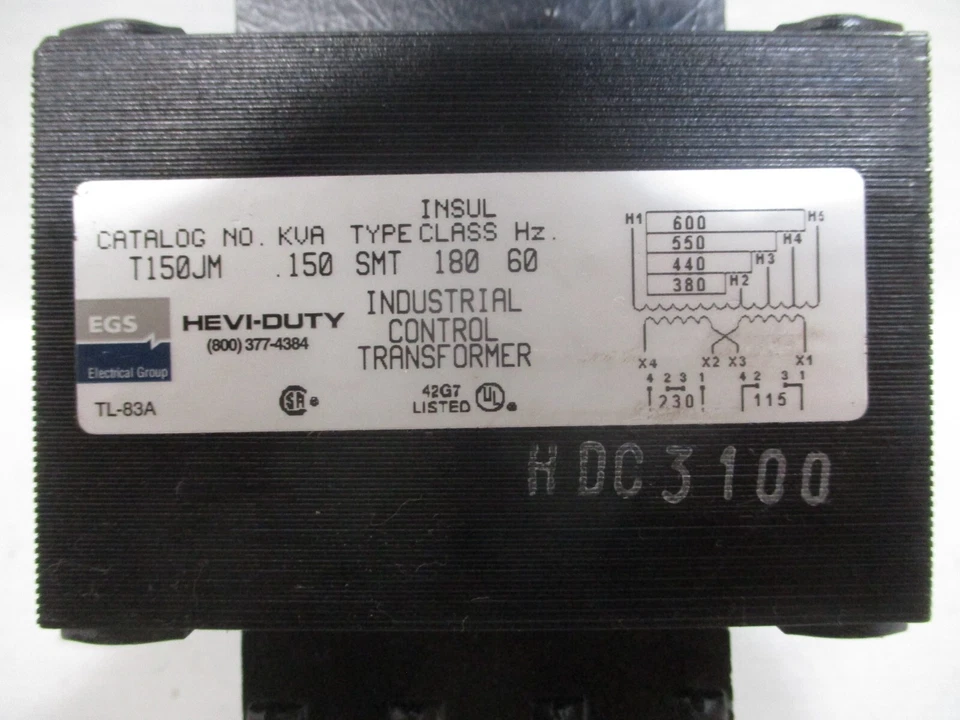 INSUL
CATALOG NO. KVA TYPE CLASS Hz.
T150JM .150 SMT 180 60
EGS
Electrical Group
HEVI-DUTY
(800) 377-4384
INDUSTRIAL
CONTROL
TRANSFORMER
TL-83A
SA
42G7
LISTED UL
H1 600 H5
550 H4
440 H3
380 H2
X4 X2 X3 X1
4 2 3 1 4 2 3 1
230 115
HDC3100